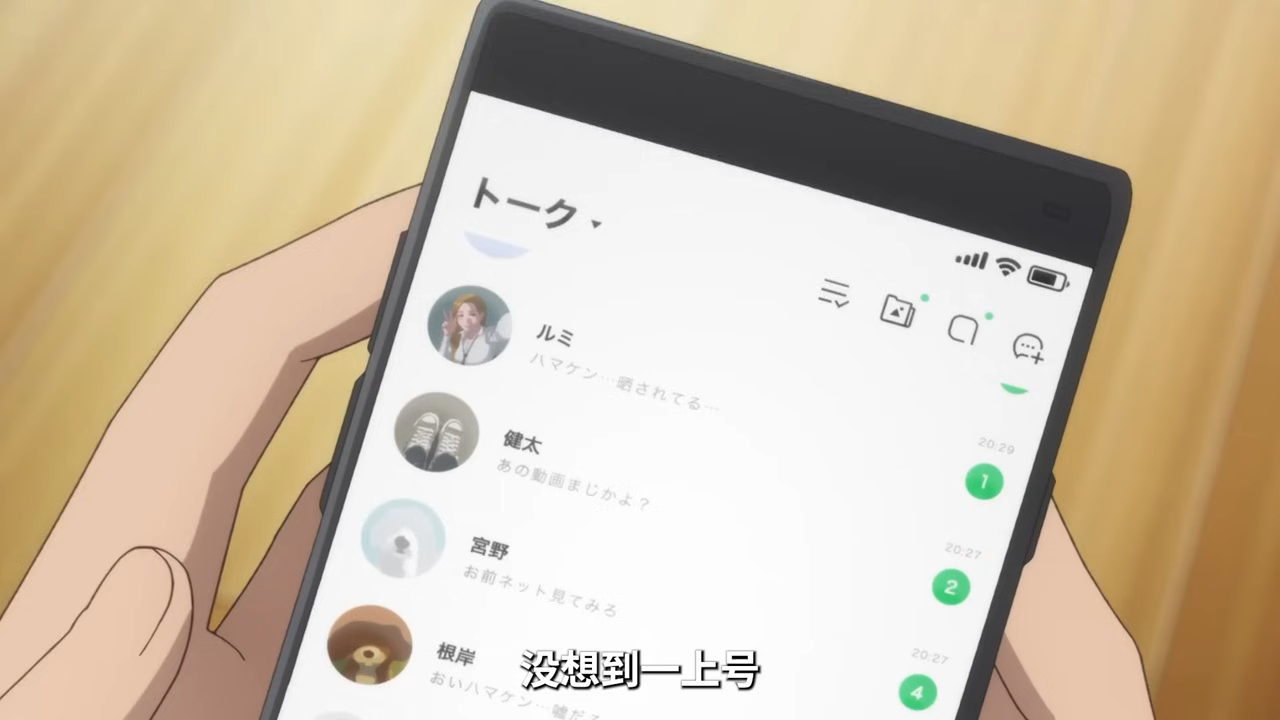 トーク
ルミ
ハマケン…晒されてる…
20:29
1
健太
あの動画まじかよ？
20:27
2
宮野
お前ネット見てみろ
20:27
4
根岸
おいハマケン…嘘だろ
没想到一上号